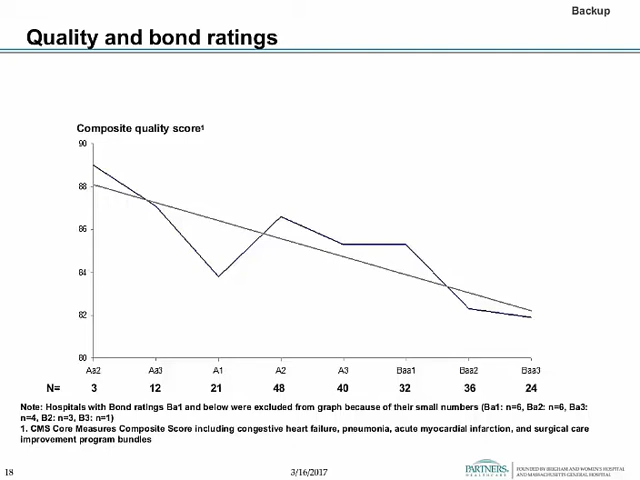 Backup
Quality and bond ratings
Composite quality score¹
90
88
86
84
82
80
Aa2 Aa3 A1 A2 A3 Baa1 Baa2 Baa3
N= 3 12 21 48 40 32 36 24
Note: Hospitals with Bond ratings Ba1 and below were excluded from graph because of their small numbers (Ba1: n=6, Ba2: n=6, Ba3:
n=4, B2: n=3, B3: n=1)
1. CMS Core Measures Composite Score including congestive heart failure, pneumonia, acute myocardial infarction, and surgical care
improvement program bundles
18 3/16/2017
PARTNERS
HEALTHCARE
FOUNDED BY BRIGHAM AND WOMEN'S HOSPITAL
AND MASSACHUSETTS GENERAL HOSPITAL